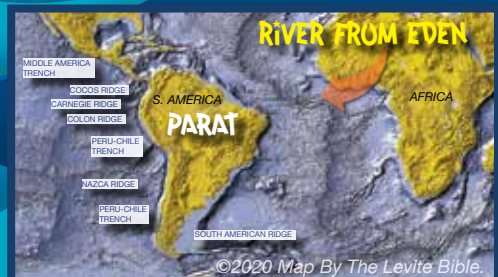 RiVER FROM EDEN
MIDDLE AMERICA
TRENCH
COCOS RIDGE
CARNEGIE RIDGE
COLON RIDGE
S. AMERICA
AFRICA
PARAT
PERU-CHILE
TRENCH
NAZCA RIDGE
PERU-CHILE
TRENCH
SOUTH AMERICAN RIDGE
©2020 Map By The Levite Bible.